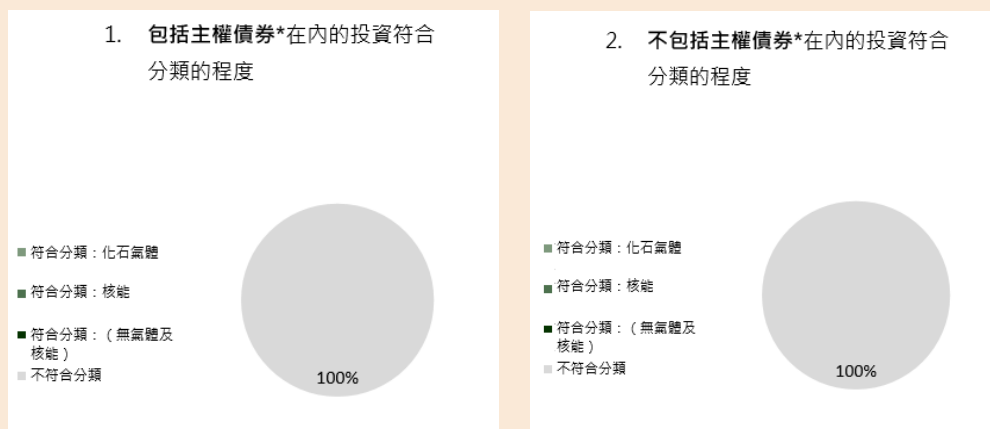 1. 包括主權債券*在內的投資符合
分類的程度
符合分類：化石氣體
符合分類：核能
符合分類：（無氣體及
核能）
不符合分類
100%
2. 不包括主權債券*在內的投資符合
分類的程度
符合分類：化石氣體
符合分類：核能
符合分類：（無氣體及
核能）
不符合分類
100%